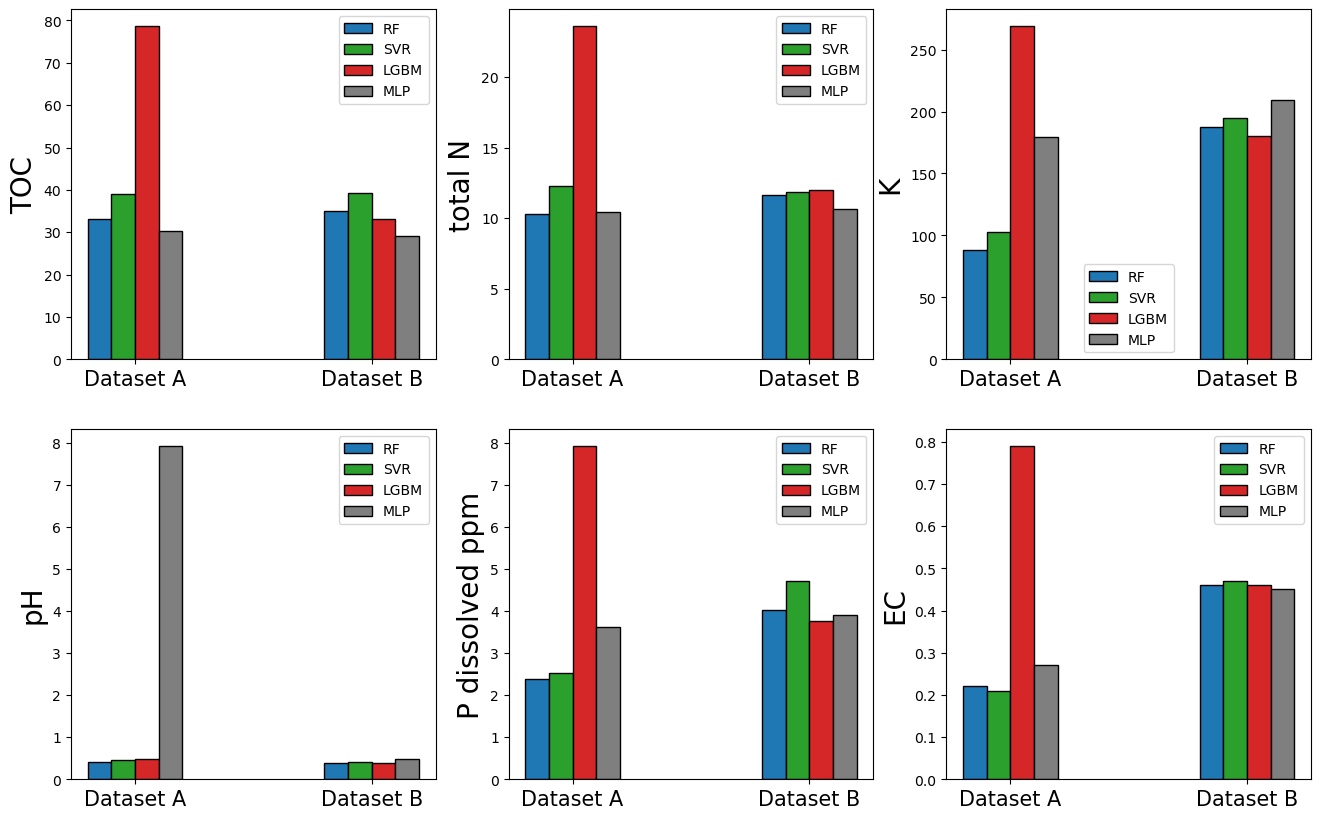 TOC
80
70
60
50
40
30
20
10
0
Dataset A
Dataset B
RF
SVR
LGBM
MLP
total N
20
15
10
5
0
Dataset A
Dataset B
RF
SVR
LGBM
MLP
K
250
200
150
100
50
0
Dataset A
Dataset B
RF
SVR
LGBM
MLP
pH
8
7
6
5
4
3
2
1
0
Dataset A
Dataset B
RF
SVR
LGBM
MLP
P dissolved ppm
8
7
6
5
4
3
2
1
0
Dataset A
Dataset B
RF
SVR
LGBM
MLP
EC
0.8
0.7
0.6
0.5
0.4
0.3
0.2
0.1
0.0
Dataset A
Dataset B
RF
SVR
LGBM
MLP